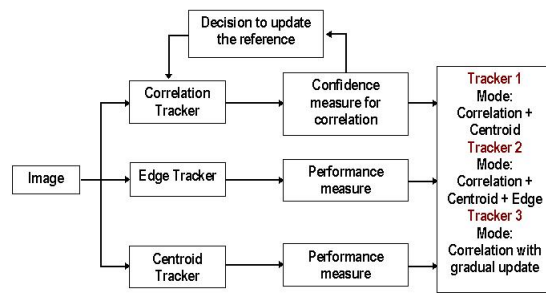 Decision to update
the reference
Correlation
Tracker
Confidence
measure for
correlation
Image
Edge Tracker
Performance
measure
Centroid
Tracker
Performance
measure
Tracker 1
Mode:
Correlation +
Centroid
Tracker 2
Mode:
Correlation +
Centroid + Edge
Tracker 3
Mode:
Correlation with
gradual update